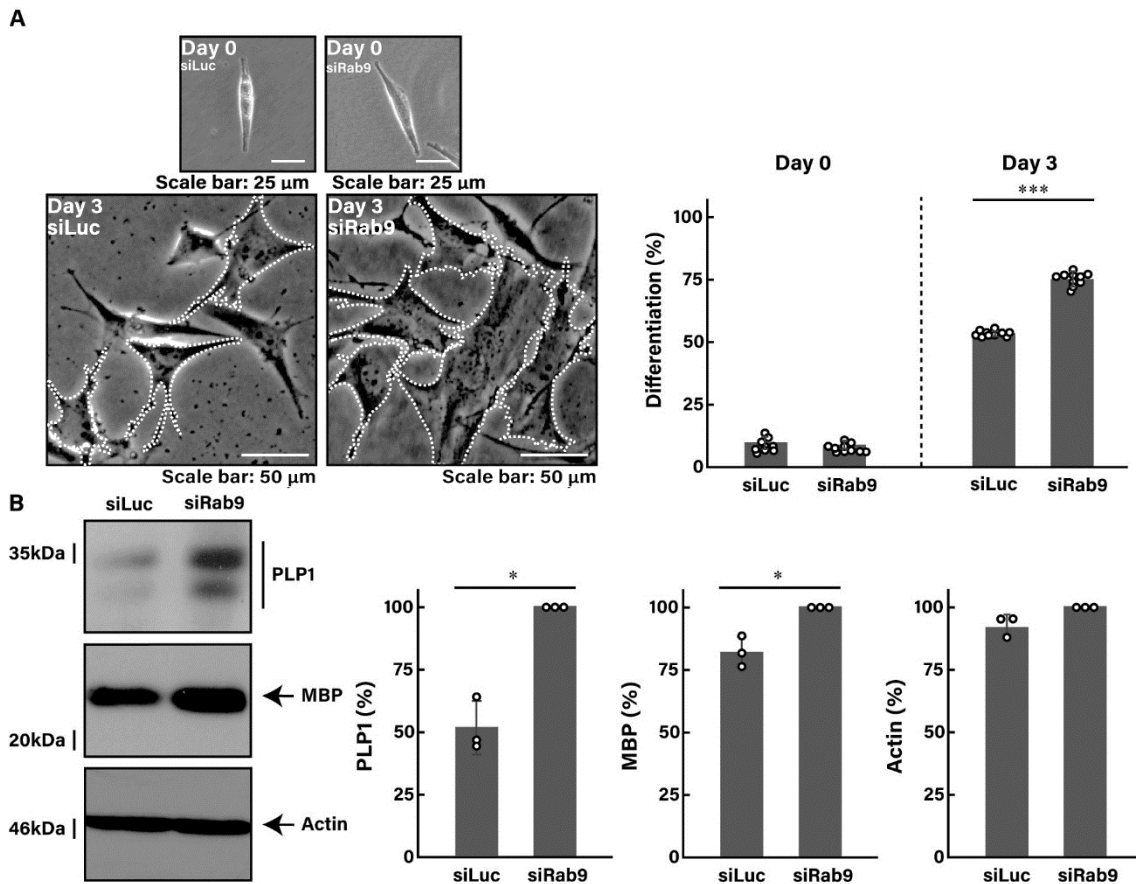 A
Day 0
siLuc
Day 0
siRab9
Scale bar: 25 µm
Scale bar: 25 µm
Day 3
siLuc
Day 3
siRab9
Scale bar: 50 µm
Scale bar: 50 µm
Day 0
Day 3
***
Differentiation (%)
100
75
50
25
0
siLuc
siRab9
siLuc
siRab9
B
siLuc
siRab9
35kDa
PLP1
MBP
20kDa
46kDa
Actin
*
PLP1 (%)
100
75
50
25
0
siLuc
siRab9
*
MBP (%)
100
75
50
25
0
siLuc
siRab9
Actin (%)
100
75
50
25
0
siLuc
siRab9